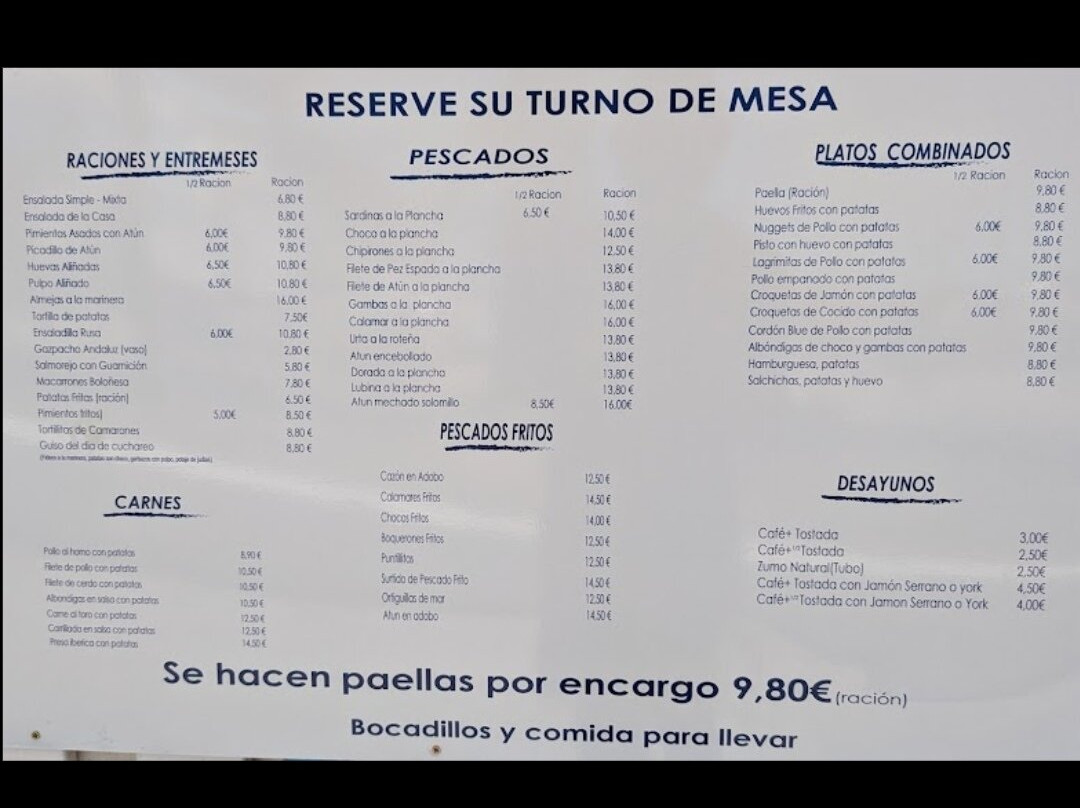 RESERVE SU TURNO DE MESA
RACIONES Y ENTREMESES
1/2 Racion Racion
Ensalada Simple - Mixta 6,80 €
Ensalada de la Casa 8,80 €
Pimientos Asados con Atún 6,00€ 9,80 €
Picadillo de Atún 6,00€ 9,80 €
Huevas Aliñadas 6,50€ 10,80 €
Pulpo Aliñado 6,50€ 10,80 €
Almejas a la marinera 16,00 €
Tortilla de patatas 7,50€
Ensaladilla Rusa 6,00€ 10,80 €
Gazpacho Andaluz (vaso) 2,80 €
Salmorejo con Guarnición 5,80 €
Macarrones Boloñesa 7,80 €
Patatas Fritas (ración) 6,50 €
Pimientos fritos) 5,00€ 8,50 €
Tortillitas de Camarones 8,80 €
Guiso del dia de cuchareo 8,80 €
CARNES
Pollo al horno con patatas 8,90 €
Filete de pollo con patatas 10,50 €
Filete de cerdo con patatas 10,50 €
Albondigas en salsa con patatas 10,50 €
Carne al toro con patatas 12,50 €
Carrillada en salsa con patatas 12,50 €
Presa Iberica con patatas 14,50 €
PESCADOS
1/2 Racion Racion
Sardinas a la Plancha 6,50 € 10,50 €
Choca a la plancha 14,00 €
Chipirones a la plancha 12,50 €
Filete de Pez Espada a la plancha 13,80 €
Filete de Atún a la plancha 13,80 €
Gambas a la plancha 16,00 €
Calamar a la plancha 16,00 €
Urta a la roteña 13,80 €
Atun encebollado 13,80 €
Dorada a la plancha 13,80 €
Lubina a la plancha 13,80 €
Atun mechado solomillo 8,50€ 16,00€
PESCADOS FRITOS
Cazón en Adobo 12,50 €
Calamares Fritos 14,50 €
Chocos Fritos 14,00 €
Boquerones Fritos 12,50 €
Puntillitas 12,50 €
Surtido de Pescado Frito 14,50 €
Ortiguillas de mar 12,50 €
Atun en adobo 14,50 €
PLATOS COMBINADOS
1/2 Racion Racion
Paella (Ración) 9,80 €
Huevos Fritos con patatas 8,80 €
Nuggets de Pollo con patatas 6,00€ 9,80 €
Pisto con huevo con patatas 8,80 €
Lagrimitas de Pollo con patatas 6,00€ 9,80 €
Pollo empanado con patatas 9,80 €
Croquetas de Jamón con patatas 6,00€ 9,80 €
Croquetas de Cocido con patatas 6,00€ 9,80 €
Cordón Blue de Pollo con patatas 9,80 €
Albóndigas de choco y gambas con patatas 9,80 €
Hamburguesa, patatas 8,80 €
Salchichas, patatas y huevo 8,80 €
DESAYUNOS
Café+ Tostada 3,00€
Café+1/2 Tostada 2,50€
Zumo Natural(Tubo) 2,50€
Café+ Tostada con Jamón Serrano o york 4,50€
Café+1/2 Tostada con Jamon Serrano o York 4,00€
Se hacen paellas por encargo 9,80€ (ración)
Bocadillos y comida para llevar